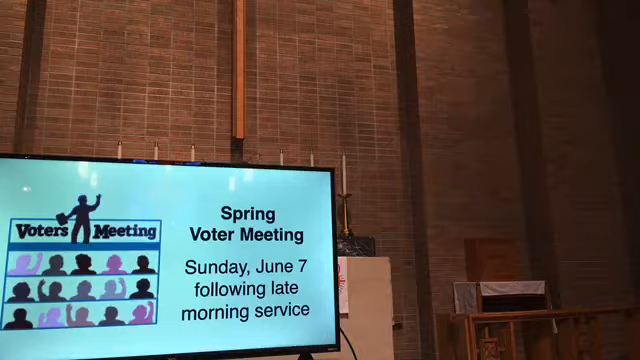 Voters Meeting
Spring
Voter Meeting
Sunday, June 7
following late
morning service